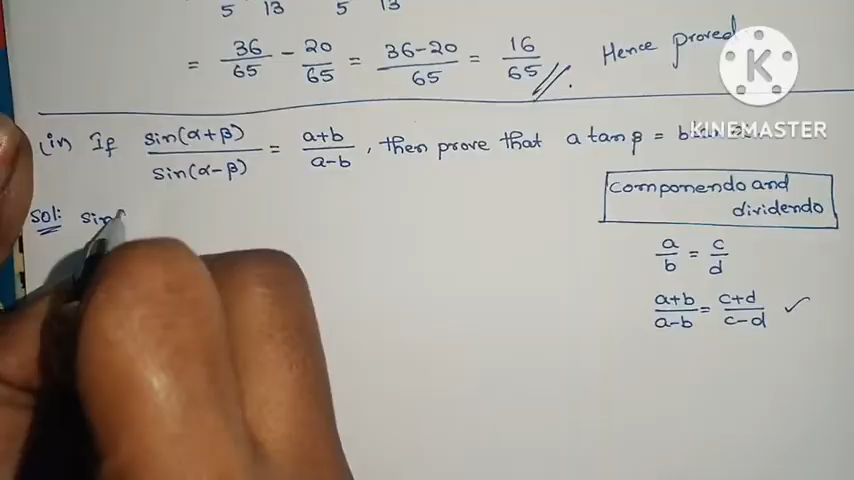 5 13 5 13
= 36/65 - 20/65 = 36-20/65 = 16/65 //. Hence proved
K
KINEMASTER
(iv) If sin(α+β)/sin(α-β) = a+b/a-b, then prove that a tan β = b
componendo and
dividendo
Sol: sin
a/b = c/d
a+b/a-b = c+d/c-d ✓